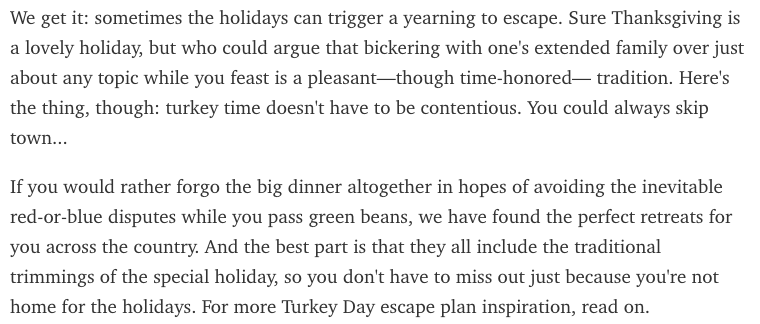 We get it: sometimes the holidays can trigger a yearning to escape. Sure Thanksgiving is
a lovely holiday, but who could argue that bickering with one's extended family over just
about any topic while you feast is a pleasant—though time-honored— tradition. Here's
the thing, though: turkey time doesn't have to be contentious. You could always skip
town...
If you would rather forgo the big dinner altogether in hopes of avoiding the inevitable
red-or-blue disputes while you pass green beans, we have found the perfect retreats for
you across the country. And the best part is that they all include the traditional
trimmings of the special holiday, so you don't have to miss out just because you're not
home for the holidays. For more Turkey Day escape plan inspiration, read on.